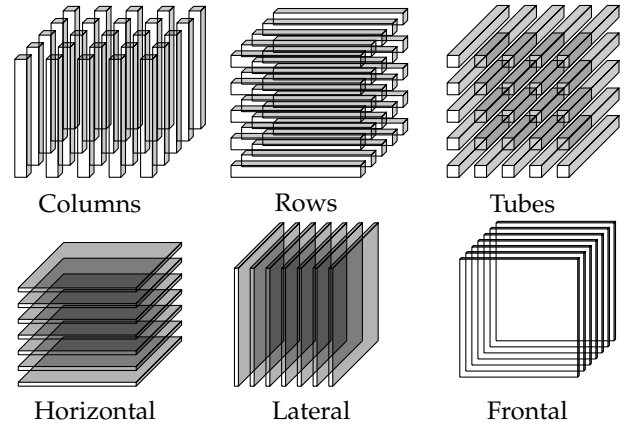 Columns
Rows
Tubes
Horizontal
Lateral
Frontal